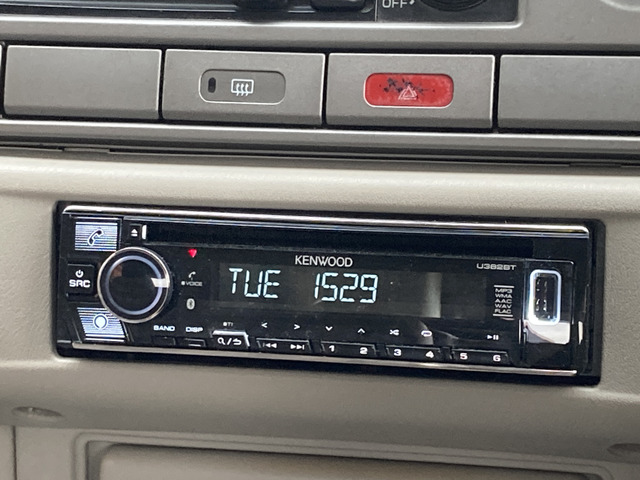 OFF
KENWOOD
U382BT
SRC
VOICE
TUE 1529
MP3
WMA
AAC
WAV
FLAC
BAND DISP
BT1
1 2 3 4 5 6